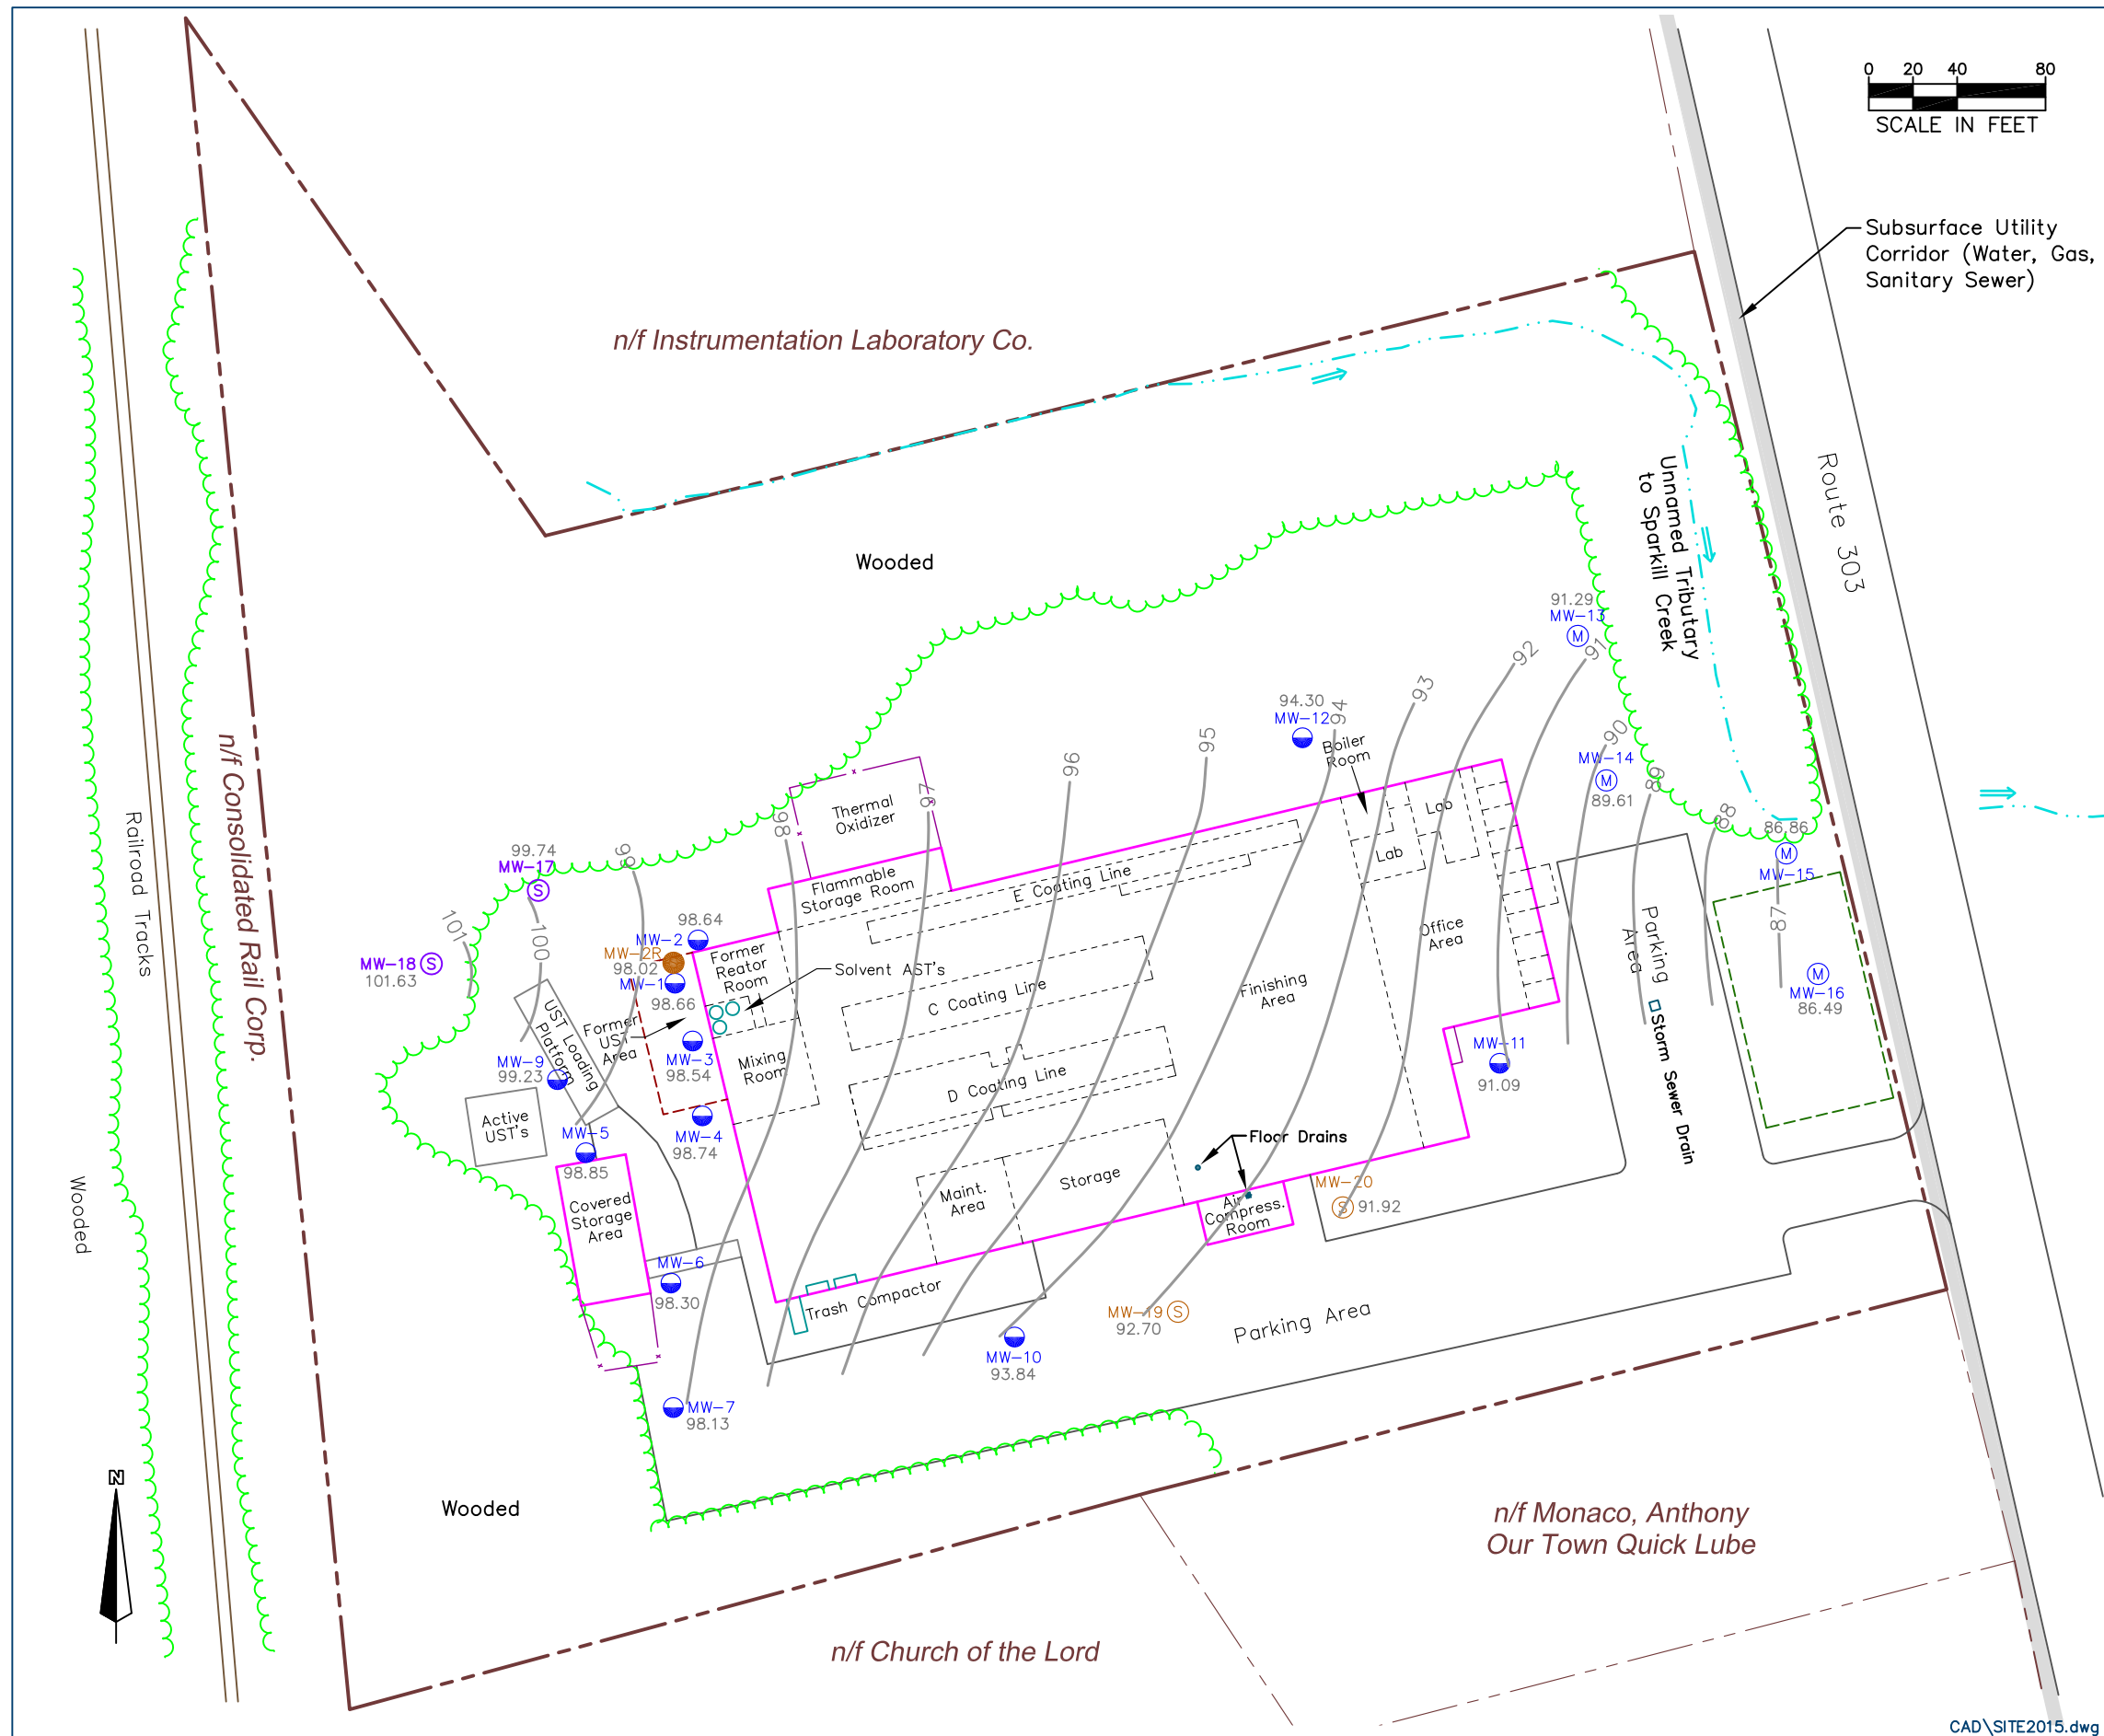 0 20 40 80
SCALE IN FEET
Subsurface Utility
Corridor (Water, Gas,
Sanitary Sewer)
n/f Instrumentation Laboratory Co.
Route 303
Unnamed Tributary
to Sparkill Creek
Wooded
n/f Consolidated Rail Corp.
Railroad Tracks
Wooded
91.29
MW-13
92
91
93
94
94.30
MW-12
Boiler
Room
95
96
97
98
99
90
MW-14
89.61
89
88
86.86
MW-15
87
MW-16
86.49
Thermal
Oxidizer
Flammable
Storage Room
E Coating Line
Lab
Lab
Office
Area
Parking
Area
Storm Sewer Drain
99.74
MW-17
100
101
MW-18
101.63
98.64
MW-2
MW-2R
98.02
MW-1
98.66
Former
Reator
Room
Solvent AST's
C Coating Line
Finishing
Area
UST Loading
Platform
Former
UST
Area
MW-3
98.54
Mixing
Room
D Coating Line
MW-11
91.09
MW-9
99.23
Active
UST's
MW-5
98.85
MW-4
98.74
Floor Drains
Covered
Storage
Area
Maint.
Area
Storage
Air
Compress.
Room
MW-20
91.92
MW-6
98.30
Trash Compactor
MW-19
92.70
Parking Area
MW-10
93.84
MW-7
98.13
N
Wooded
n/f Monaco, Anthony
Our Town Quick Lube
n/f Church of the Lord
CAD\SITE2015.dwg
M
M
M
M
S
S
S
S